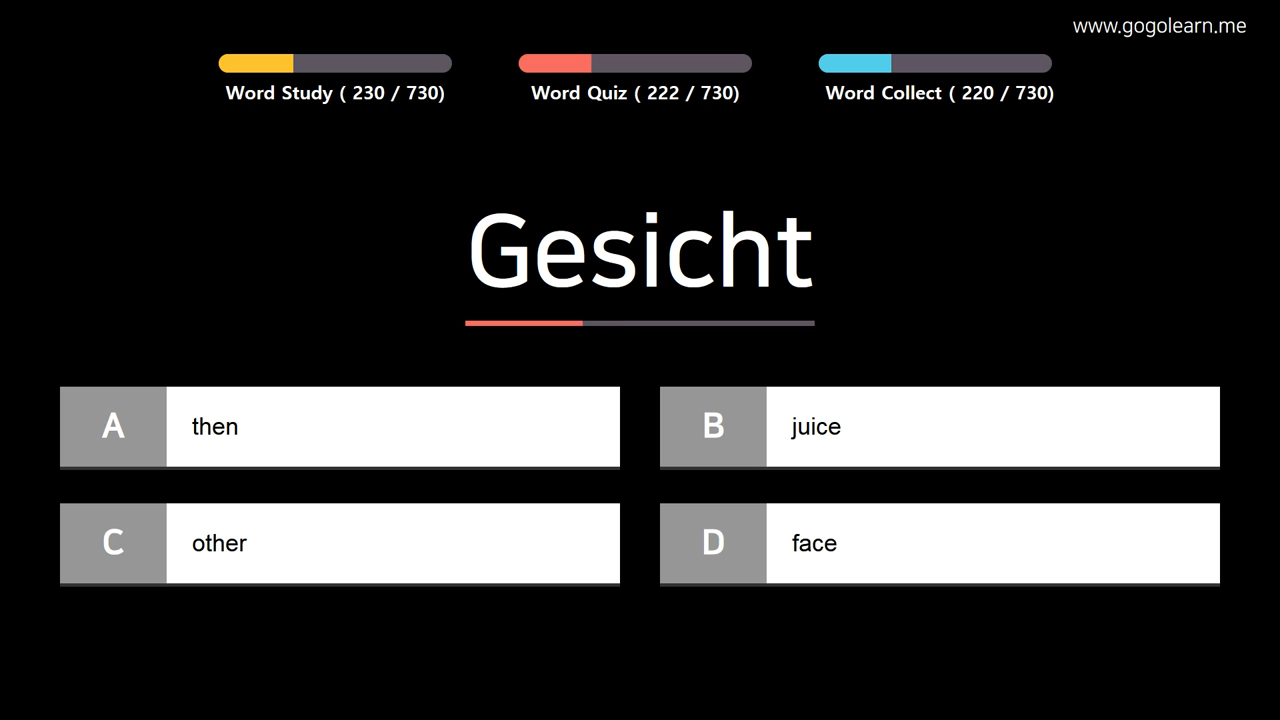 www.gogolearn.me
Word Study ( 230 / 730)
Word Quiz ( 222 / 730)
Word Collect ( 220 / 730)
Gesicht
A then
B juice
C other
D face